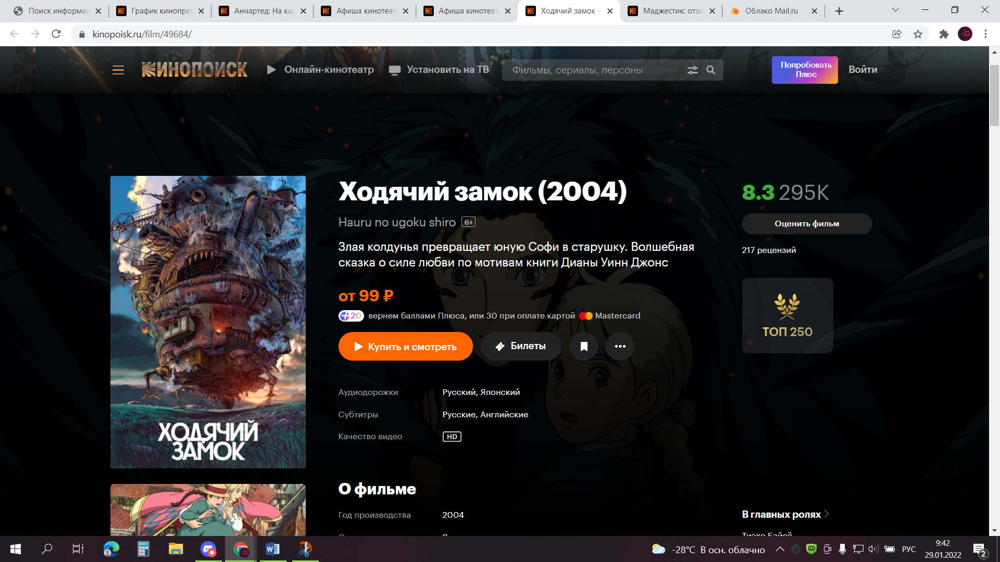 Поиск информац
График кинопре
Анчартед: На кар
Афиша кинотеат
Афиша кинотеат
Ходячий замок –
Маджестик: отзы
Облако Mail.ru
kinopoisk.ru/film/49684/
КИНОПОИСК
Онлайн-кинотеатр
Установить на ТВ
Фильмы, сериалы, персоны
Попробовать
Плюс
Войти
Ходячий замок (2004)
8.3 295K
Hauru no ugoku shiro 6+
Оценить фильм
Злая колдунья превращает юную Софи в старушку. Волшебная
сказка о силе любви по мотивам книги Дианы Уинн Джонс
217 рецензий
от 99 ₽
20 вернем баллами Плюса, или 30 при оплате картой Mastercard
ТОП 250
Купить и смотреть
Билеты
Аудиодорожки
Русский, Японский
Субтитры
Русские, Английские
Качество видео
HD
ХОДЯЧИЙ
ЗАМОК
О фильме
Год производства
2004
В главных ролях
-28°C В осн. облачно
РУС
9:42
29.01.2022
2